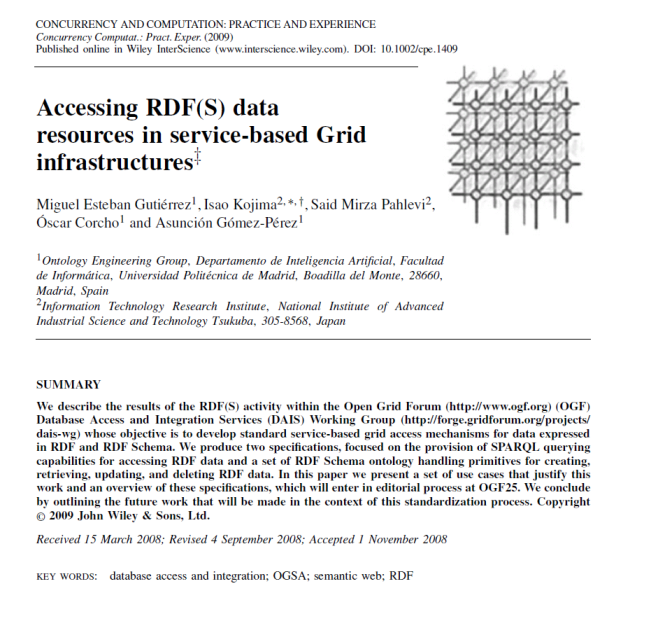 CONCURRENCY AND COMPUTATION: PRACTICE AND EXPERIENCE
Concurrency Computat.: Pract. Exper. (2009)
Published online in Wiley InterScience (www.interscience.wiley.com). DOI: 10.1002/cpe.1409
Accessing RDF(S) data
resources in service-based Grid
infrastructures‡
Miguel Esteban Gutiérrez1, Isao Kojima2,∗,†, Said Mirza Pahlevi2,
Óscar Corcho1 and Asunción Gómez-Pérez1
1Ontology Engineering Group, Departamento de Inteligencia Artificial, Facultad
de Informática, Universidad Politécnica de Madrid, Boadilla del Monte, 28660,
Madrid, Spain
2Information Technology Research Institute, National Institute of Advanced
Industrial Science and Technology Tsukuba, 305-8568, Japan
SUMMARY
We describe the results of the RDF(S) activity within the Open Grid Forum (http://www.ogf.org) (OGF)
Database Access and Integration Services (DAIS) Working Group (http://forge.gridforum.org/projects/
dais-wg) whose objective is to develop standard service-based grid access mechanisms for data expressed
in RDF and RDF Schema. We produce two specifications, focused on the provision of SPARQL querying
capabilities for accessing RDF data and a set of RDF Schema ontology handling primitives for creating,
retrieving, updating, and deleting RDF data. In this paper we present a set of use cases that justify this
work and an overview of these specifications, which will enter in editorial process at OGF25. We conclude
by outlining the future work that will be made in the context of this standardization process. Copyright
© 2009 John Wiley & Sons, Ltd.
Received 15 March 2008; Revised 4 September 2008; Accepted 1 November 2008
KEY WORDS: database access and integration; OGSA; semantic web; RDF